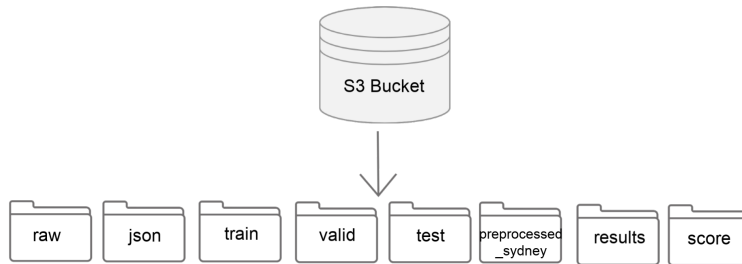 S3 Bucket
raw
json
train
valid
test
preprocessed
_sydney
results
score